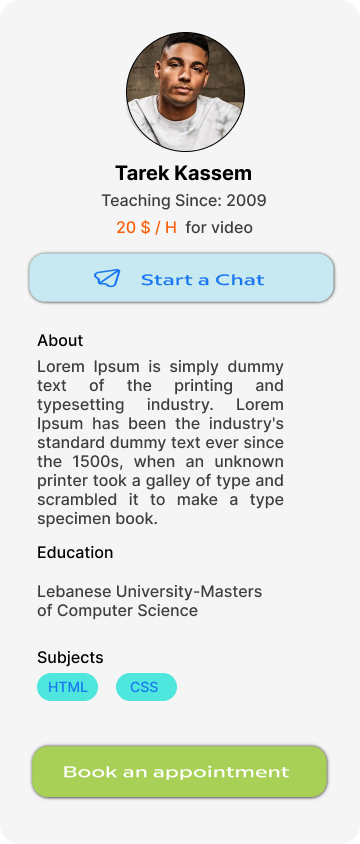 Tarek Kassem
Teaching Since: 2009
20 $ / H for video
Start a Chat
About
Lorem Ipsum is simply dummy
text of the printing and
typesetting industry. Lorem
Ipsum has been the industry's
standard dummy text ever since
the 1500s, when an unknown
printer took a galley of type and
scrambled it to make a type
specimen book.
Education
Lebanese University-Masters
of Computer Science
Subjects
HTML CSS
Book an appointment